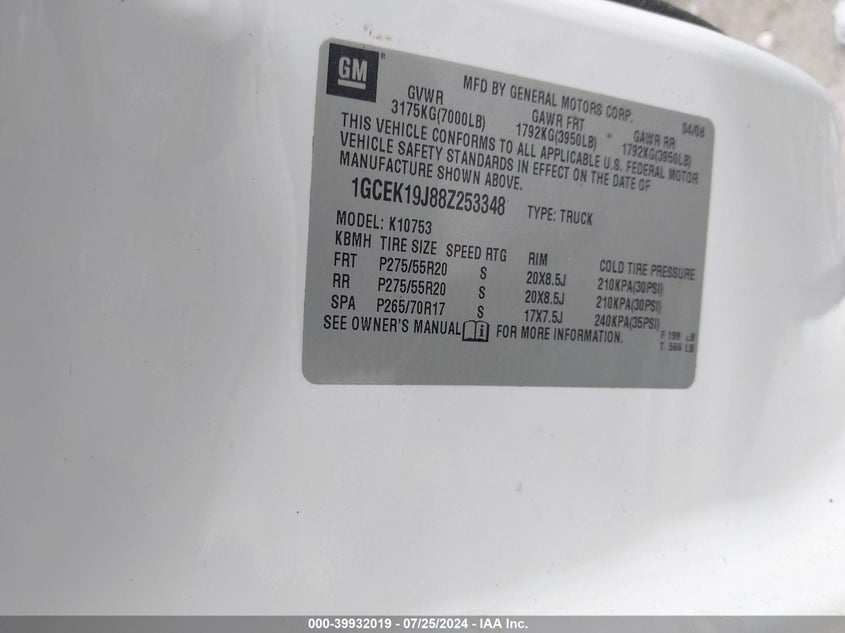 GM ®
MFD BY GENERAL MOTORS CORP. 04/08
GVWR GAWR FRT GAWR RR
3175KG(7000LB) 1792KG(3950LB) 1792KG(3950LB)
THIS VEHICLE CONFORMS TO ALL APPLICABLE U.S. FEDERAL MOTOR
VEHICLE SAFETY STANDARDS IN EFFECT ON THE DATE OF
MANUFACTURE SHOWN ABOVE.
1GCEK19J88Z253348 TYPE: TRUCK
MODEL: K10753
KBMH TIRE SIZE SPEED RTG RIM COLD TIRE PRESSURE
FRT P275/55R20 S 20X8.5J 210KPA(30PSI)
RR P275/55R20 S 20X8.5J 210KPA(30PSI)
SPA P265/70R17 S 17X7.5J 240KPA(35PSI)
SEE OWNER'S MANUAL FOR MORE INFORMATION.
F 199 LB
T 566 LB
000-39932019 - 07/25/2024 - IAA Inc.